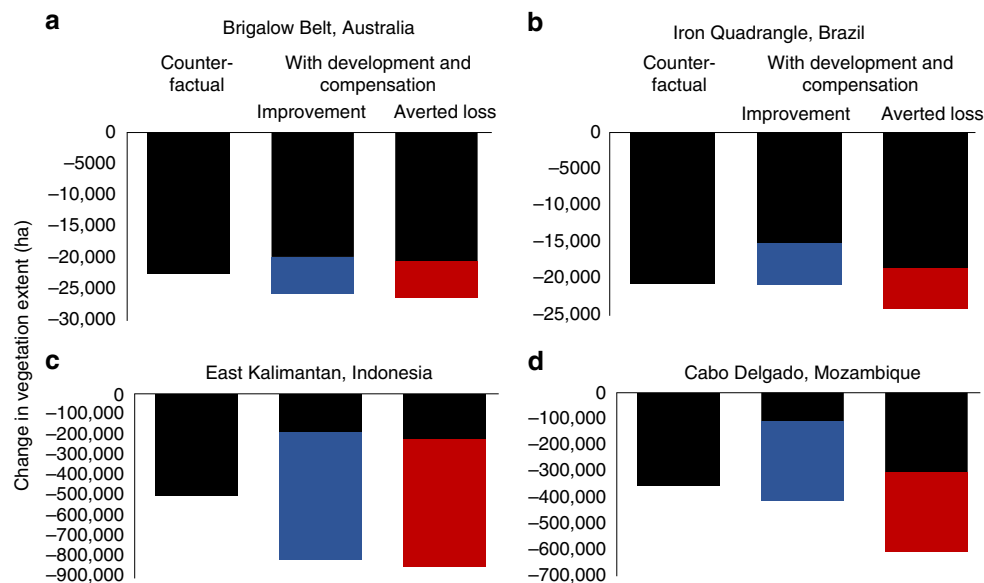 a
Brigalow Belt, Australia
Counter-
factual
With development and
compensation
Improvement
Averted loss
0
–5000
–10,000
–15,000
–20,000
–25,000
–30,000
b
Iron Quadrangle, Brazil
Counter-
factual
With development and
compensation
Improvement
Averted loss
0
–5000
–10,000
–15,000
–20,000
–25,000
Change in vegetation extent (ha)
c
East Kalimantan, Indonesia
0
–100,000
–200,000
–300,000
–400,000
–500,000
–600,000
–700,000
–800,000
–900,000
d
Cabo Delgado, Mozambique
0
–100,000
–200,000
–300,000
–400,000
–500,000
–600,000
–700,000